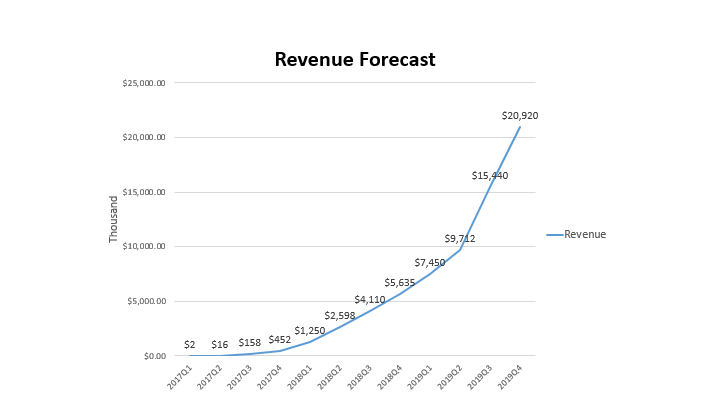 Revenue Forecast
$25,000.00
$20,000.00
$15,000.00
$10,000.00
$5,000.00
$0.00
Thousand
$2
$16
$158
$452
$1,250
$2,598
$4,110
$5,635
$7,450
$9,712
$15,440
$20,920
Revenue
2017Q1
2017Q2
2017Q3
2017Q4
2018Q1
2018Q2
2018Q3
2018Q4
2019Q1
2019Q2
2019Q3
2019Q4